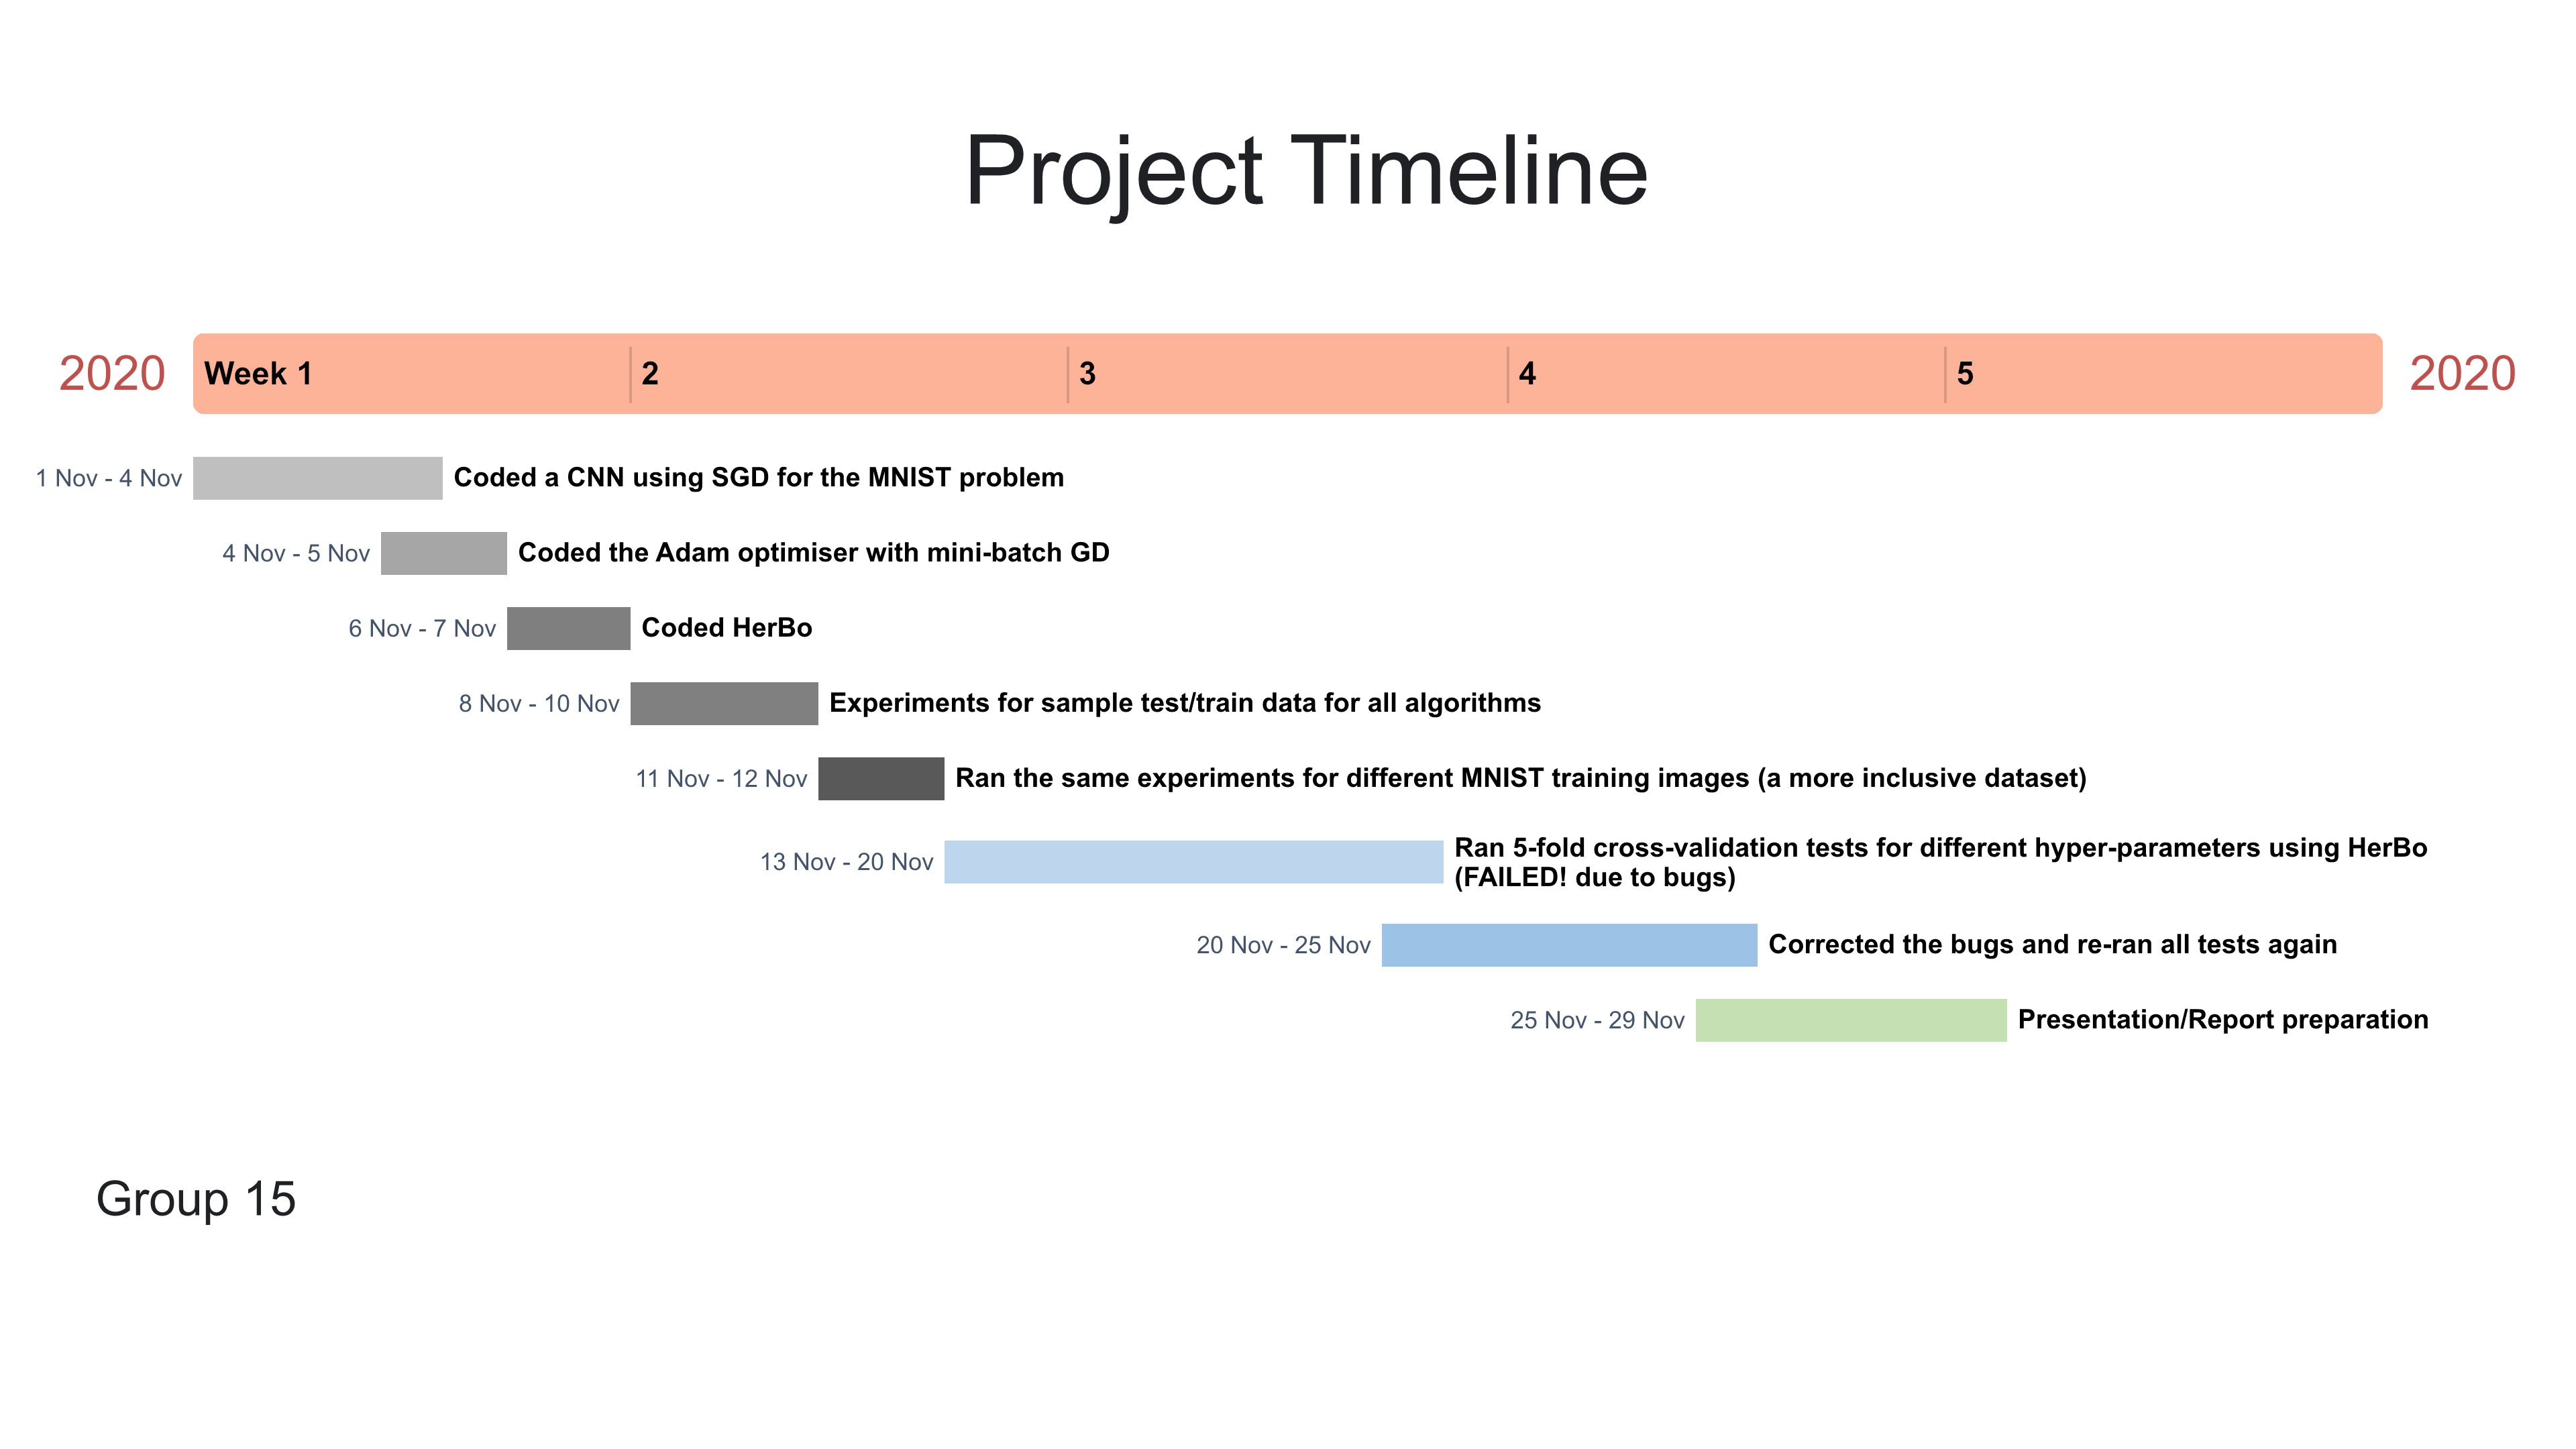 Project Timeline
2020
Week 1
2
3
4
5
2020
1 Nov - 4 Nov
Coded a CNN using SGD for the MNIST problem
4 Nov - 5 Nov
Coded the Adam optimiser with mini-batch GD
6 Nov - 7 Nov
Coded HerBo
8 Nov - 10 Nov
Experiments for sample test/train data for all algorithms
11 Nov - 12 Nov
Ran the same experiments for different MNIST training images (a more inclusive dataset)
13 Nov - 20 Nov
Ran 5-fold cross-validation tests for different hyper-parameters using HerBo
(FAILED! due to bugs)
20 Nov - 25 Nov
Corrected the bugs and re-ran all tests again
25 Nov - 29 Nov
Presentation/Report preparation
Group 15